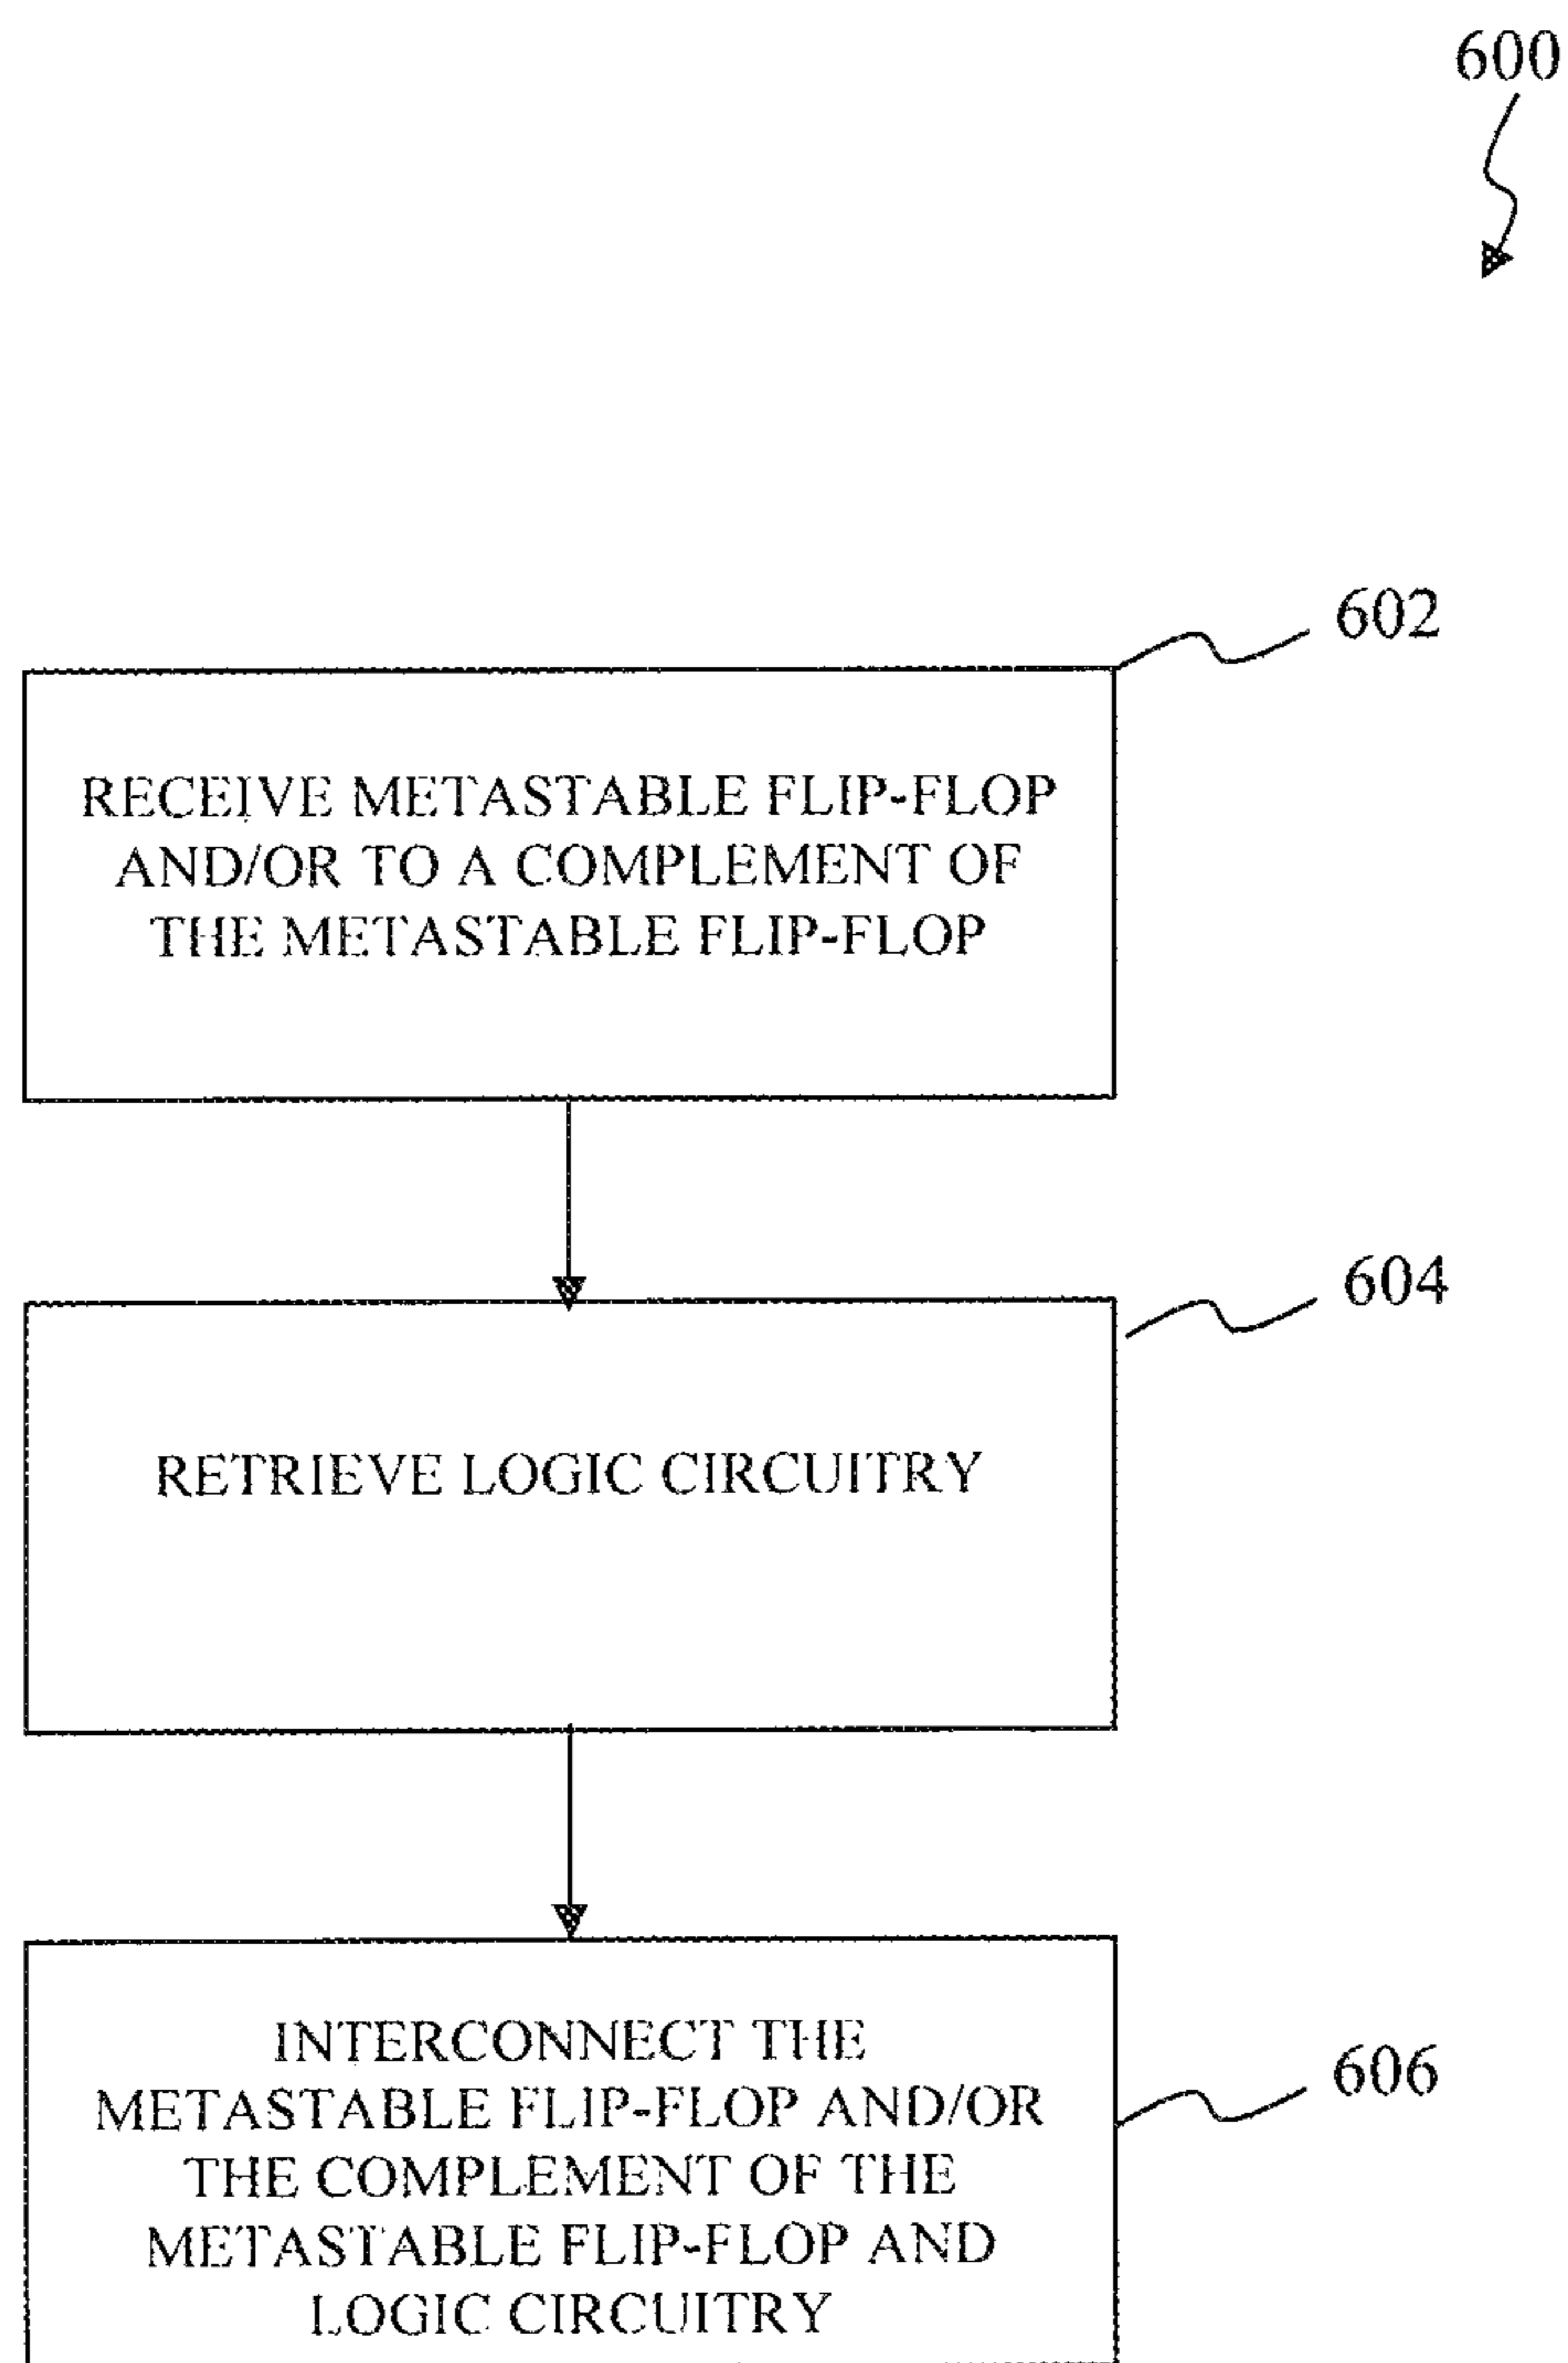 600
602
RECEIVE METASTABLE FLIP-FLOP
AND/OR TO A COMPLEMENT OF
THE METASTABLE FLIP-FLOP
604
RETRIEVE LOGIC CIRCUITRY
INTERCONNECT THE
METASTABLE FLIP-FLOP AND/OR
606
THE COMPLEMENT OF THE
METASTABLE FLIP-FLOP AND
LOGIC CIRCUITRY